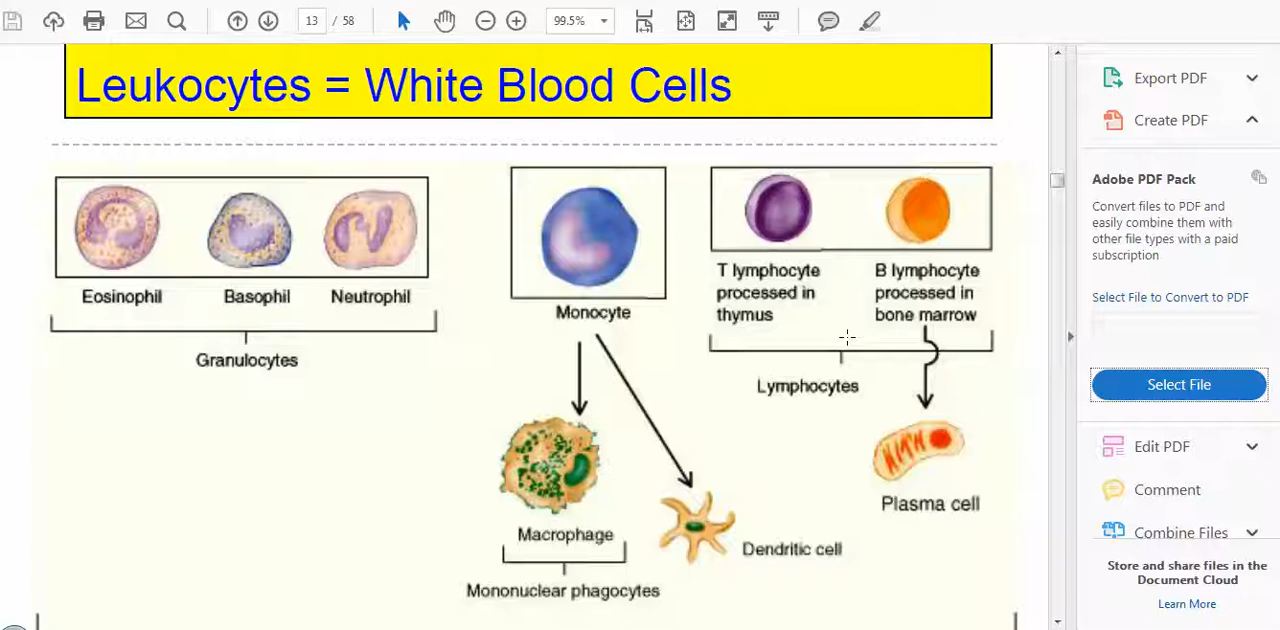 13 / 58
99.5%
Leukocytes = White Blood Cells
Eosinophil
Basophil
Neutrophil
Granulocytes
Monocyte
T lymphocyte
processed in
thymus
B lymphocyte
processed in
bone marrow
Lymphocytes
Macrophage
Mononuclear phagocytes
Dendritic cell
Plasma cell
Export PDF
Create PDF
Adobe PDF Pack
Convert files to PDF and
easily combine them with
other file types with a paid
subscription
Select File to Convert to PDF
Select File
Edit PDF
Comment
Combine Files
Store and share files in the
Document Cloud
Learn More